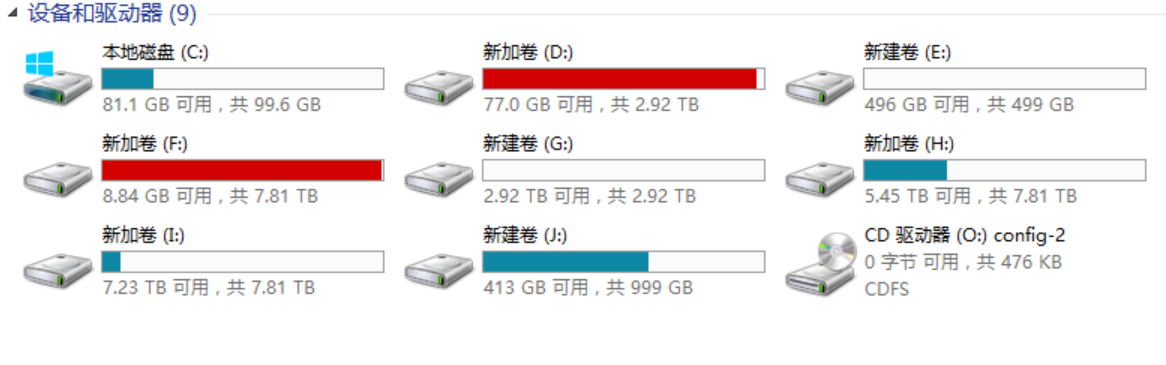 设备和驱动器 (9)
本地磁盘 (C:)
81.1 GB 可用，共 99.6 GB
新加卷 (D:)
77.0 GB 可用，共 2.92 TB
新建卷 (E:)
496 GB 可用，共 499 GB
新加卷 (F:)
8.84 GB 可用，共 7.81 TB
新建卷 (G:)
2.92 TB 可用，共 2.92 TB
新加卷 (H:)
5.45 TB 可用，共 7.81 TB
新加卷 (I:)
7.23 TB 可用，共 7.81 TB
新建卷 (J:)
413 GB 可用，共 999 GB
CD 驱动器 (O:) config-2
0 字节 可用，共 476 KB
CDFS